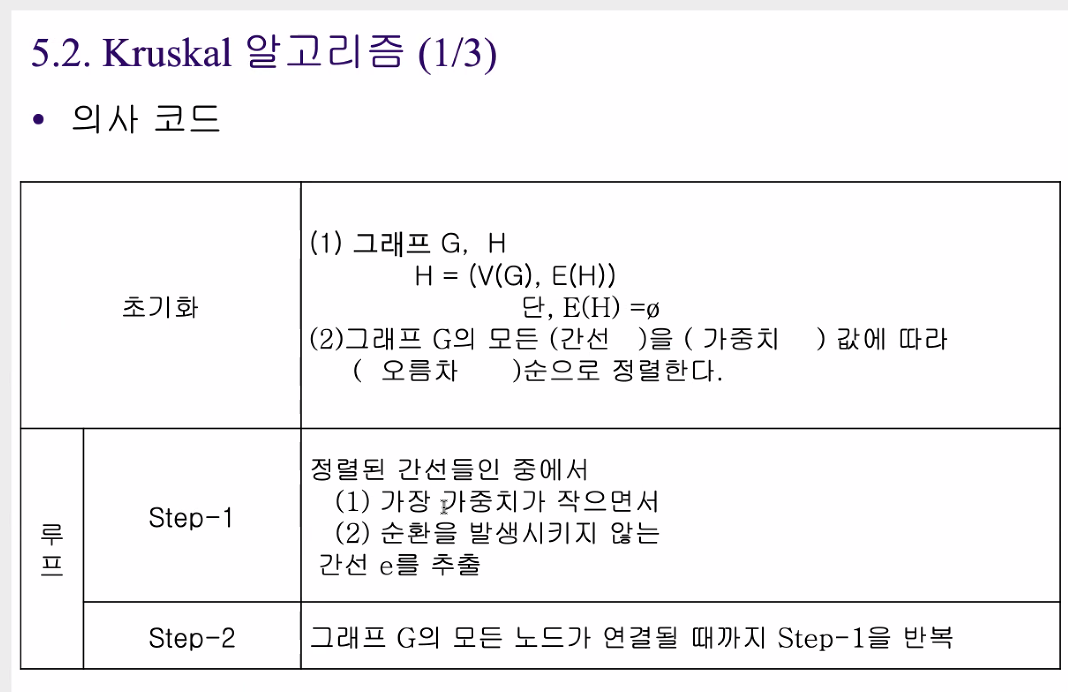 5.2. Kruskal 알고리즘 (1/3)
• 의사 코드
초기화
(1) 그래프 G, H
H = (V(G), E(H))
단, E(H) =ø
(2)그래프 G의 모든 (간선 )을 ( 가중치 ) 값에 따라
( 오름차 )순으로 정렬한다.
루프
Step-1
정렬된 간선들인 중에서
(1) 가장 가중치가 작으면서
(2) 순환을 발생시키지 않는
간선 e를 추출
Step-2
그래프 G의 모든 노드가 연결될 때까지 Step-1을 반복